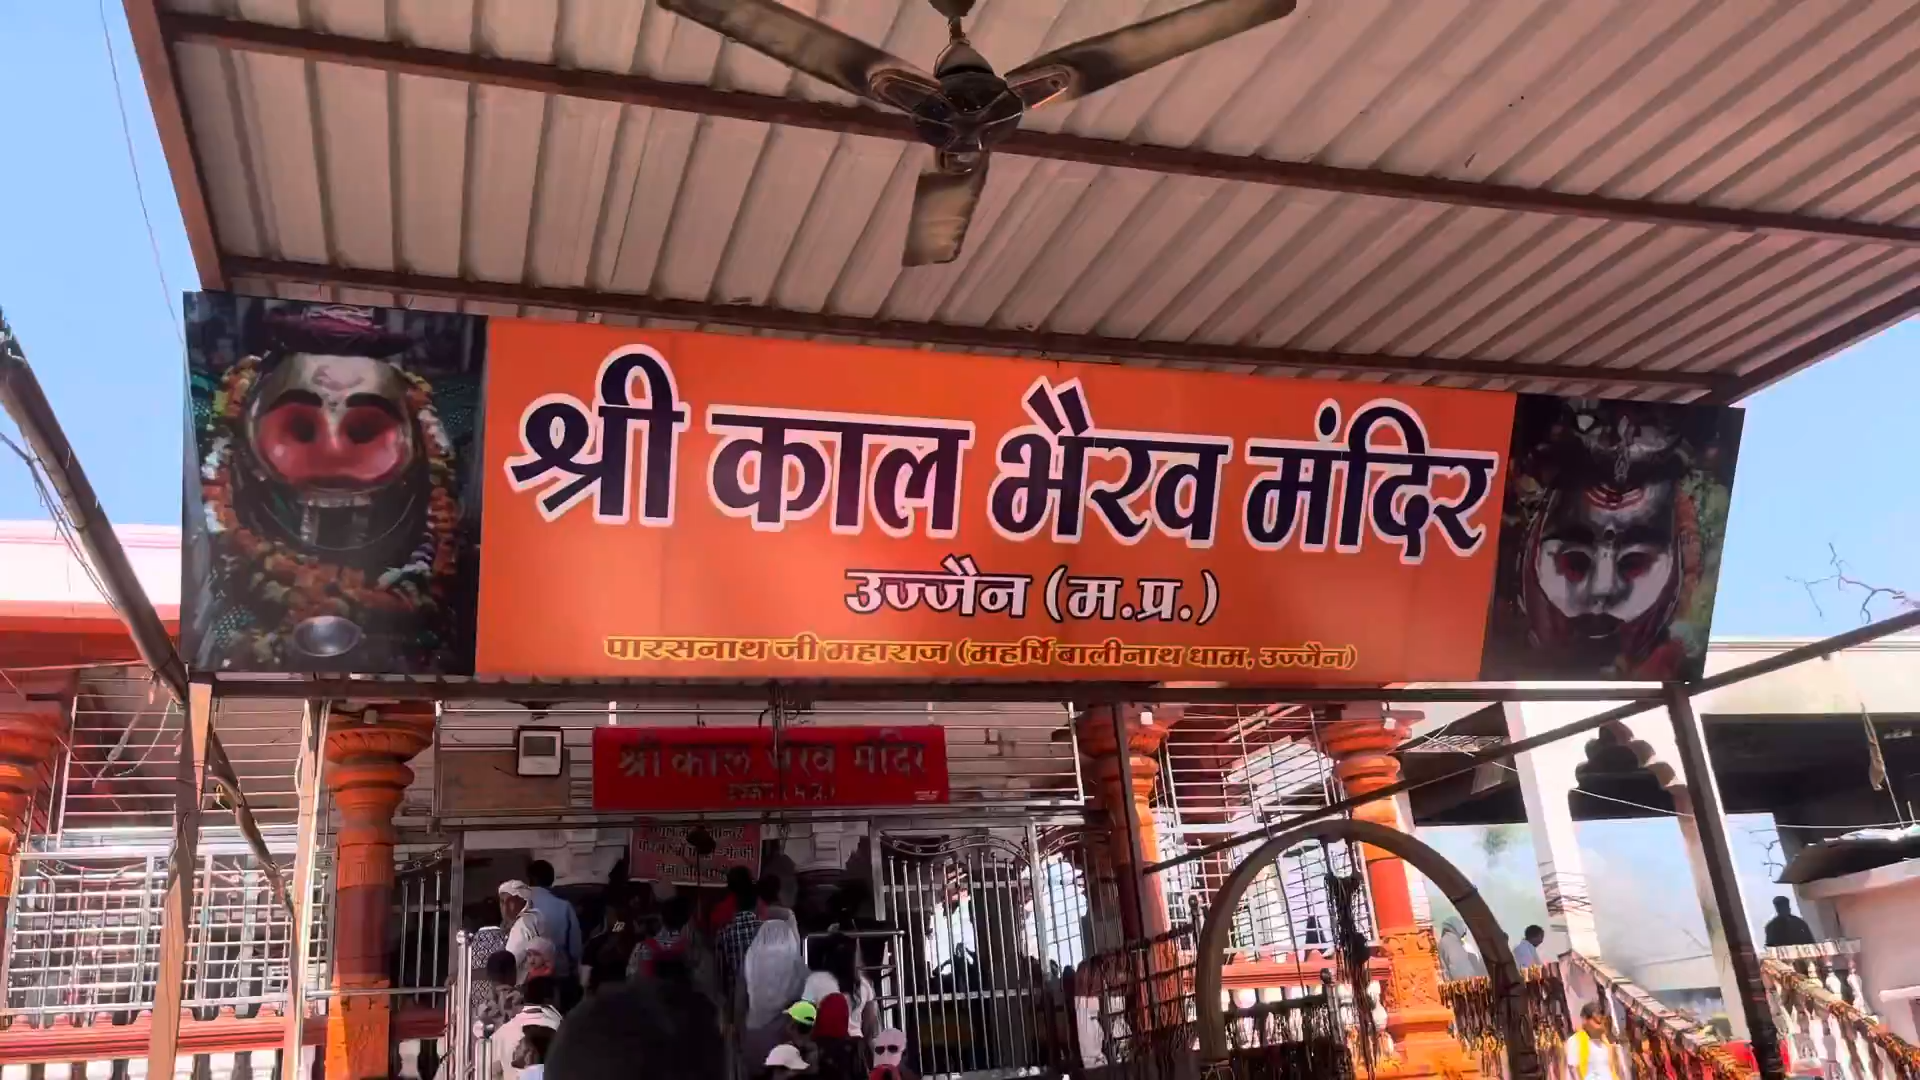 श्री काल भैरव मंदिर
उज्जैन (म.प्र.)
पारसनाथ जी महाराज (महर्षि बालीनाथ धाम, उज्जैन)
श्री काल भैरव मंदिर